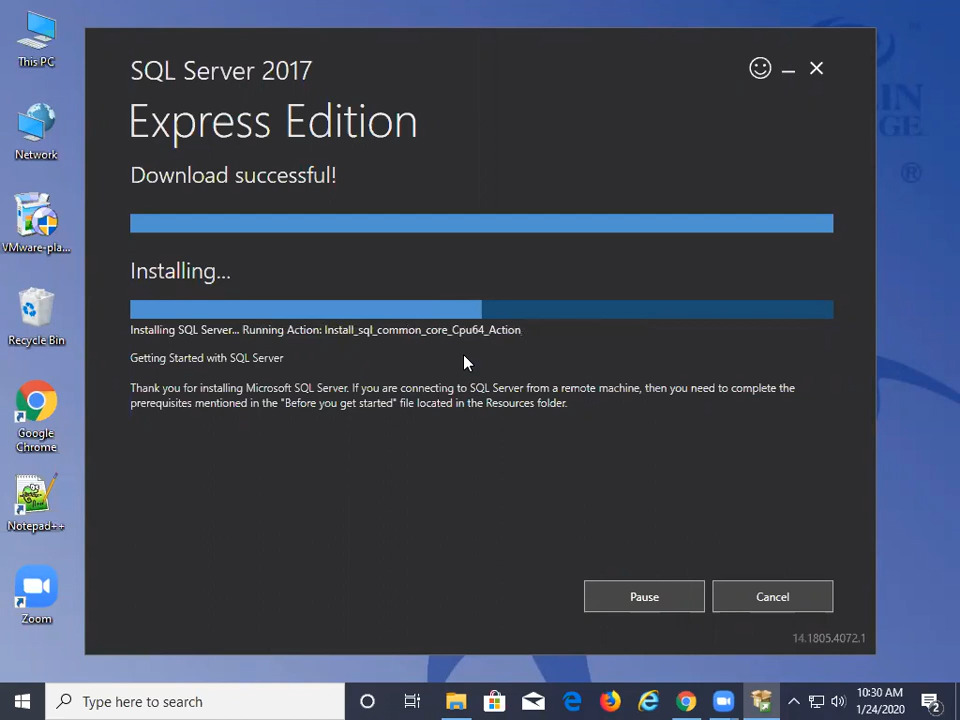 This PC
Network
VMware-pla...
Recycle Bin
Google
Chrome
Notepad++
Zoom
SQL Server 2017
Express Edition
Download successful!
Installing...
Installing SQL Server... Running Action: Install_sql_common_core_Cpu64_Action
Getting Started with SQL Server
Thank you for installing Microsoft SQL Server. If you are connecting to SQL Server from a remote machine, then you need to complete the
prerequisites mentioned in the "Before you get started" file located in the Resources folder.
Pause
Cancel
14.1805.4072.1
®
Type here to search
10:30 AM
1/24/2020
2